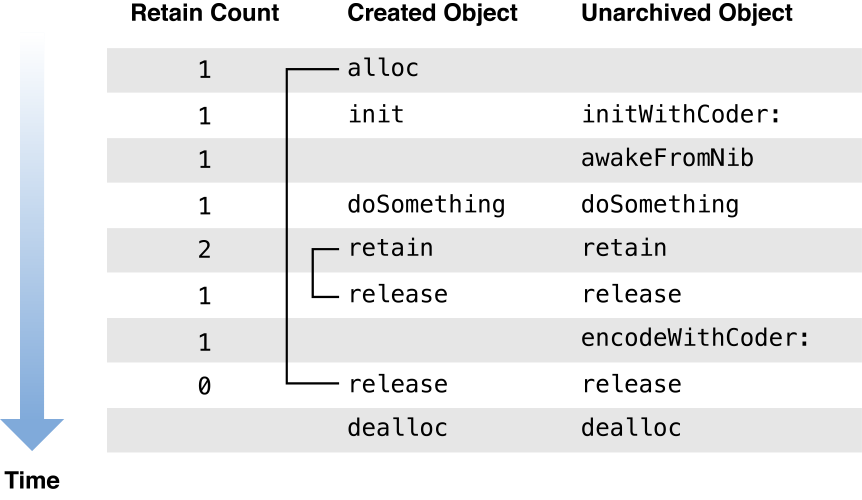 Retain Count Created Object Unarchived Object
1 alloc
1 init initWithCoder:
1 awakeFromNib
1 doSomething doSomething
2 retain retain
1 release release
1 encodeWithCoder:
0 release release
dealloc dealloc
Time